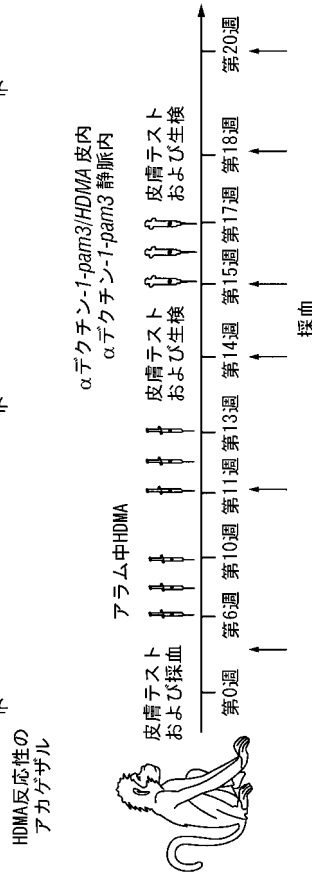 HDMA反応性の
アカゲザル
皮膚テスト
および採血
アラム中HDMA
皮膚テスト
および生検
αデクチン-1-pam3/HDMA 皮内
αデクチン-1-pam3 静脈内
皮膚テスト
および生検
第0週
第6週
第10週
第11週
第13週
第14週
第15週
第17週
第18週
第20週
採血